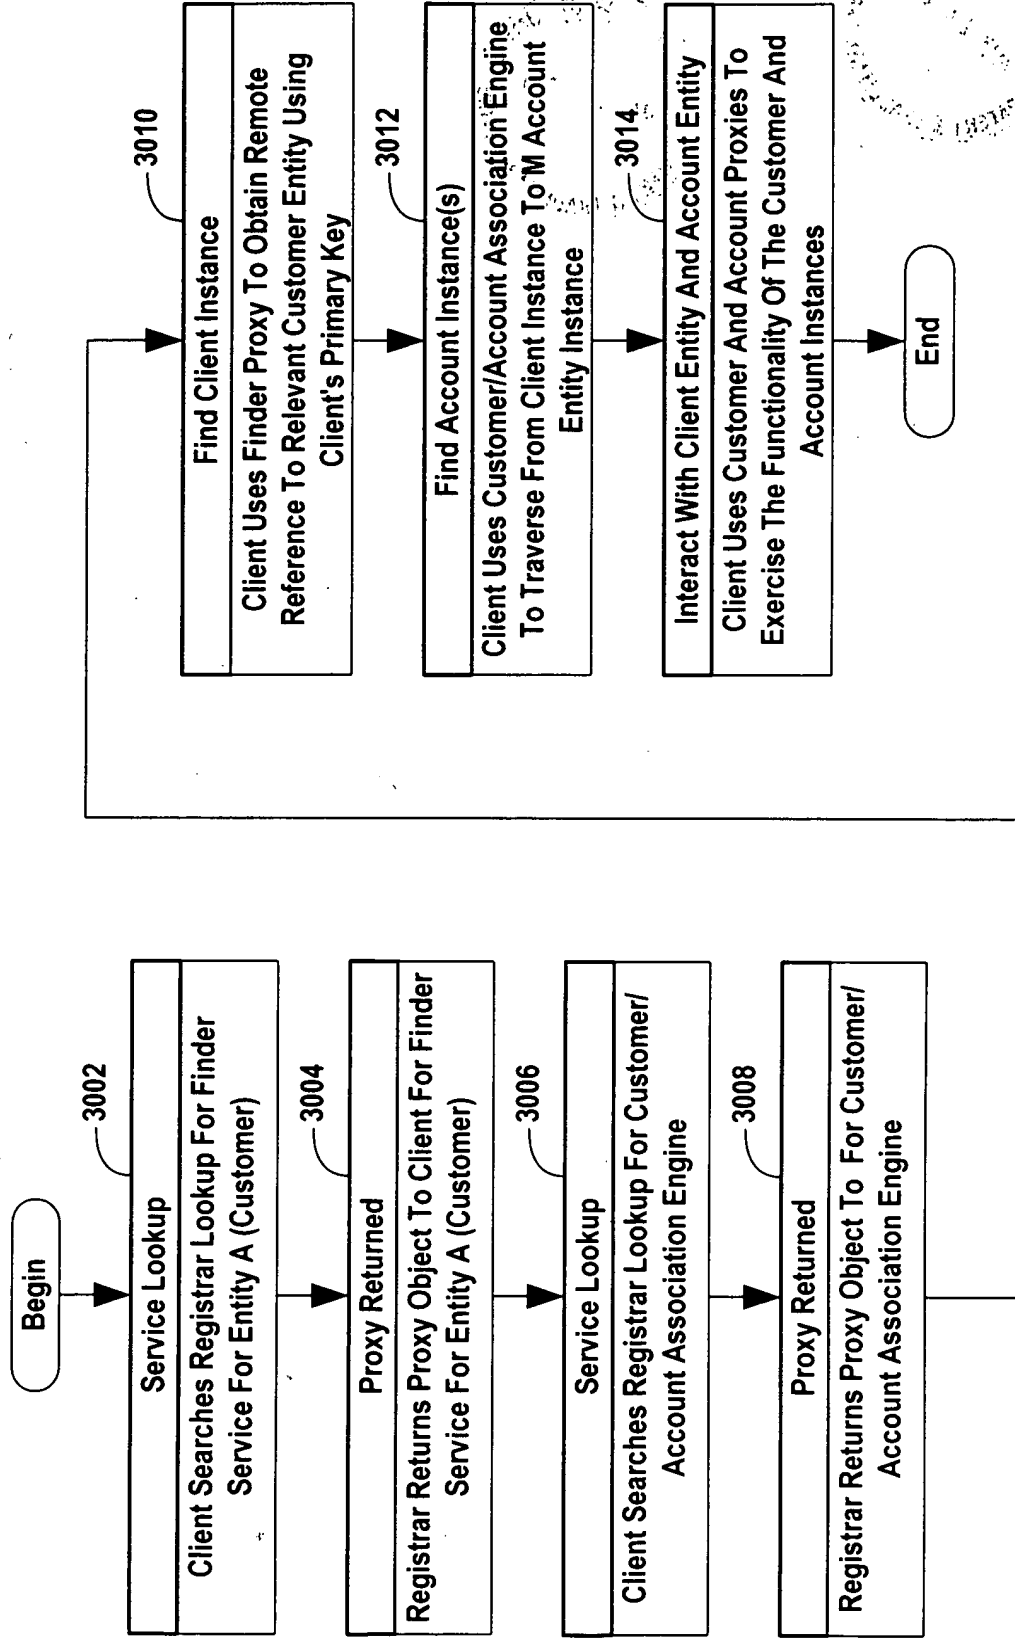 Begin
3002
Service Lookup
Client Searches Registrar Lookup For Finder
Service For Entity A (Customer)
3004
Proxy Returned
Registrar Returns Proxy Object To Client For Finder
Service For Entity A (Customer)
3006
Service Lookup
Client Searches Registrar Lookup For Customer/
Account Association Engine
3008
Proxy Returned
Registrar Returns Proxy Object To For Customer/
Account Association Engine
3010
Find Client Instance
Client Uses Finder Proxy To Obtain Remote
Reference To Relevant Customer Entity Using
Client's Primary Key
3012
Find Account Instance(s)
Client Uses Customer/Account Association Engine
To Traverse From Client Instance To M Account
Entity Instance
3014
Interact With Client Entity And Account Entity
Client Uses Customer And Account Proxies To
Exercise The Functionality Of The Customer And
Account Instances
End